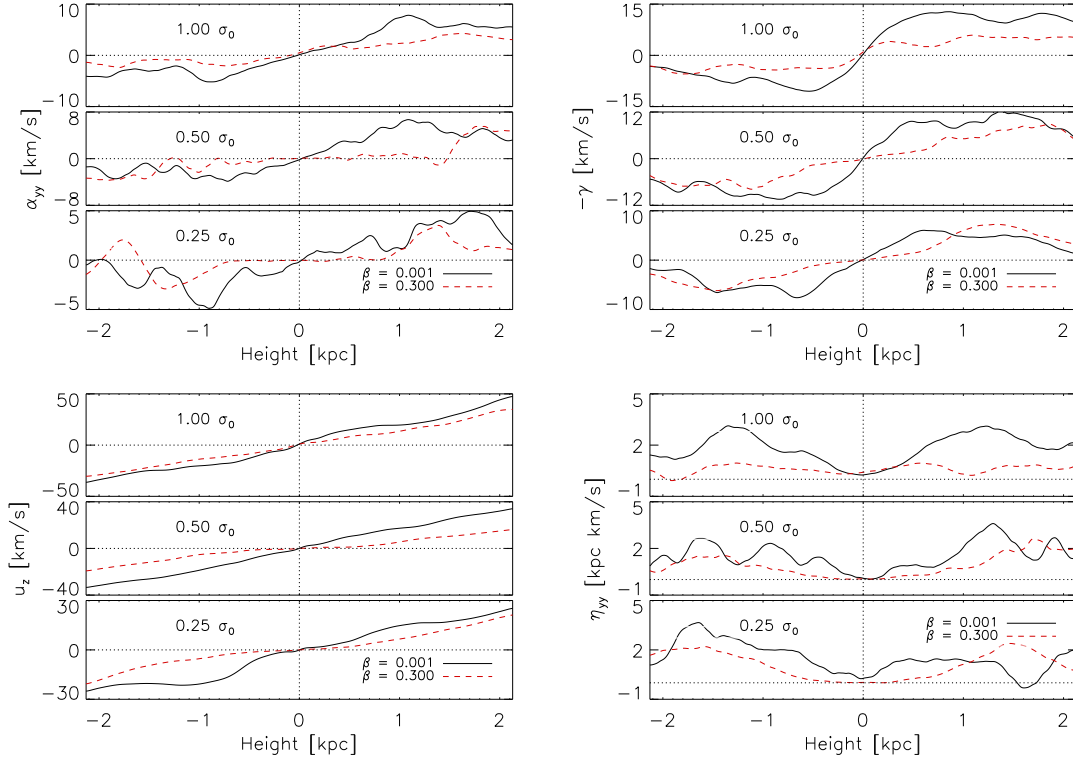 10
1.00 σ₀
0
−10
8
0.50 σ₀
0
−8
5
0.25 σ₀
0
β = 0.001
β = 0.300
−5
−2 −1 0 1 2
Height [kpc]
αyy [km/s]
15
1.00 σ₀
0
−15
12
0.50 σ₀
0
−12
10
0.25 σ₀
0
β = 0.001
β = 0.300
−10
−2 −1 0 1 2
Height [kpc]
−γ [km/s]
50
1.00 σ₀
0
−50
40
0.50 σ₀
0
−40
30
0.25 σ₀
0
β = 0.001
β = 0.300
−30
−2 −1 0 1 2
Height [kpc]
uz [km/s]
5
1.00 σ₀
2
−1
5
0.50 σ₀
2
−1
5
0.25 σ₀
β = 0.001
β = 0.300
2
−1
−2 −1 0 1 2
Height [kpc]
ηyy [kpc km/s]